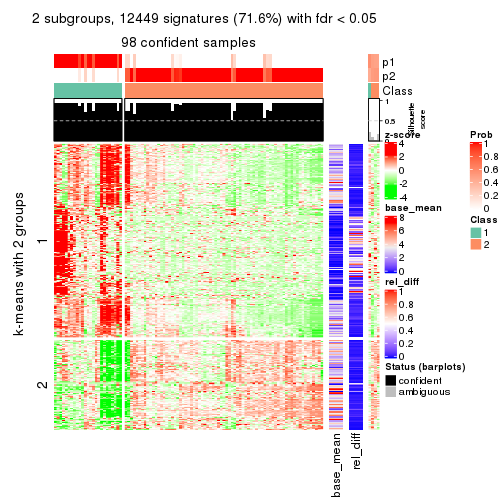 2 subgroups, 12449 signatures (71.6%) with fdr < 0.05
98 confident samples
p1
p2
Class
1
0.5
0
Silhouette
score
k-means with 2 groups
1
2
base_mean
rel_diff
z-score
4
2
0
-2
-4
base_mean
8
6
4
2
0
rel_diff
1
0.8
0.6
0.4
0.2
0
Status (barplots)
confident
ambiguous
Prob
1
0.8
0.6
0.4
0.2
0
Class
1
2